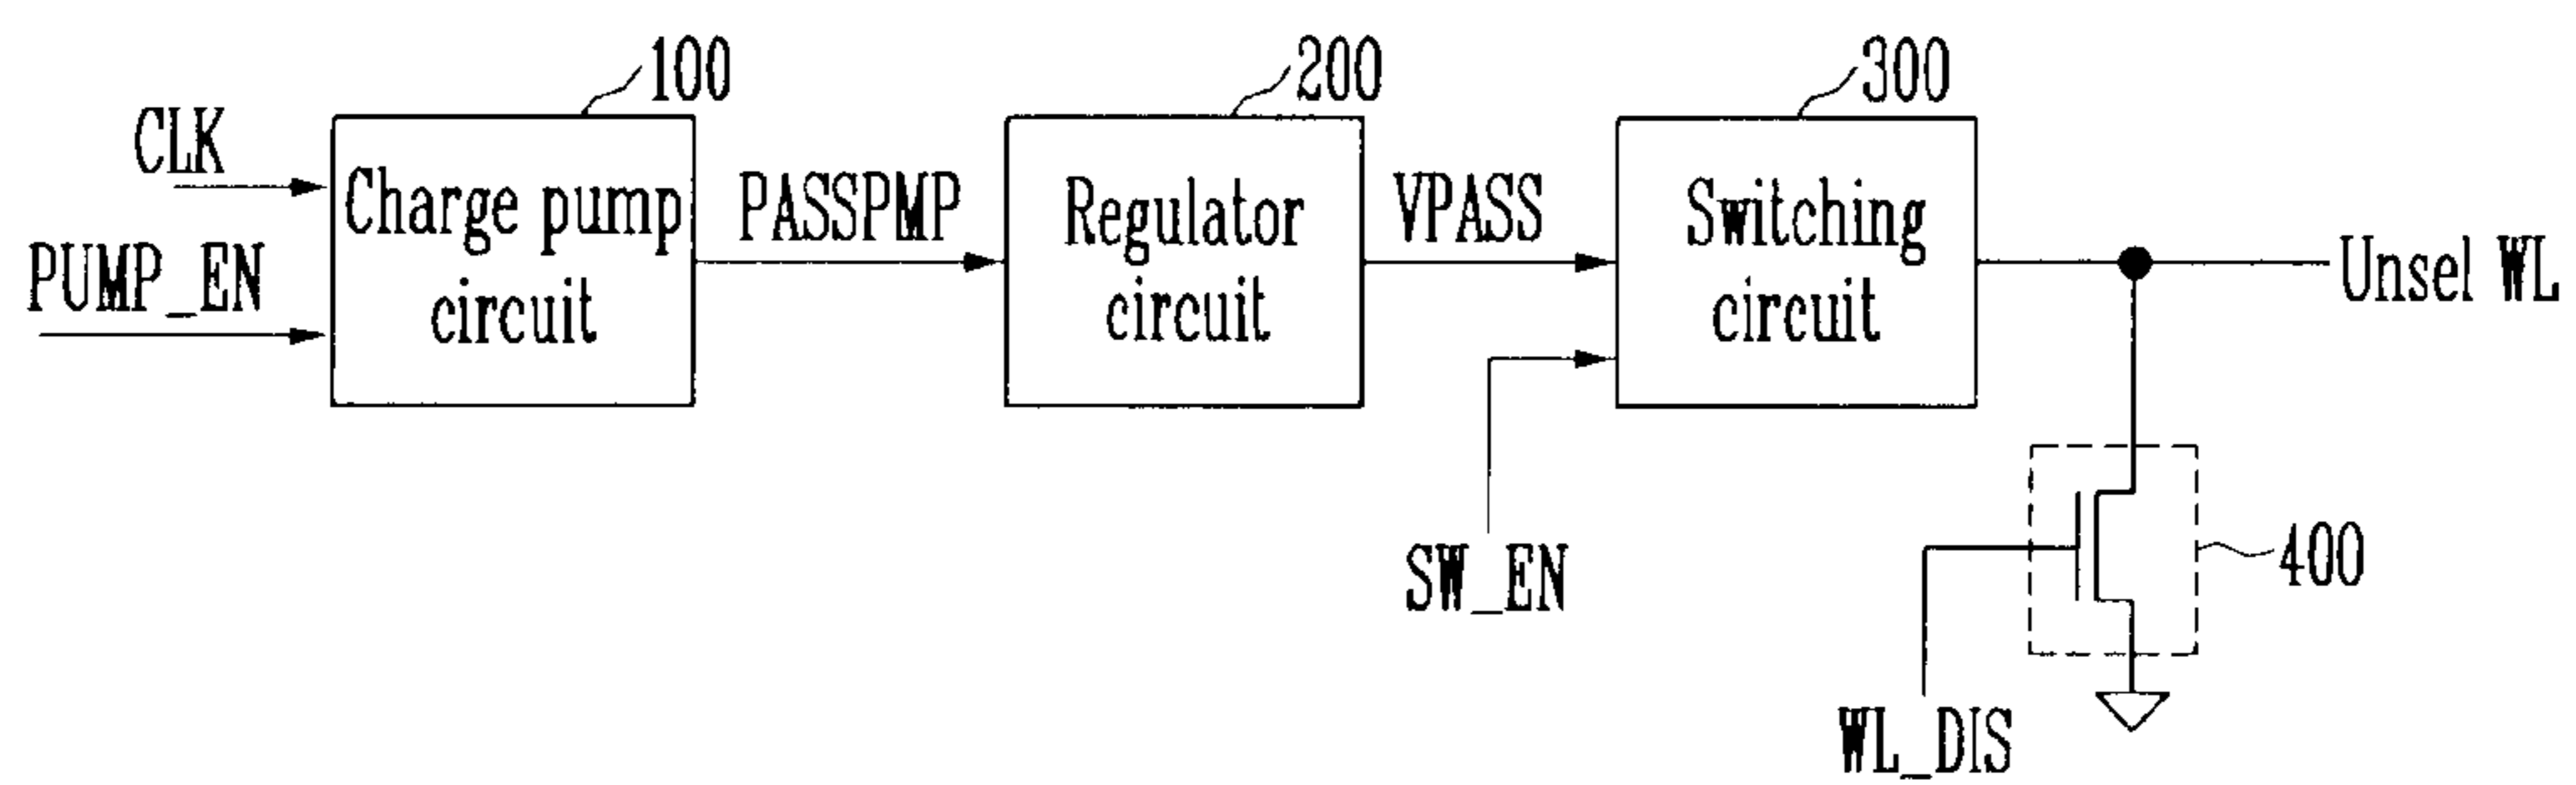 100
200
300
CLK
PUMP_EN
Charge pump
circuit
PASSPMP
Regulator
circuit
VPASS
Switching
circuit
Unsel WL
SW_EN
400
WL_DIS